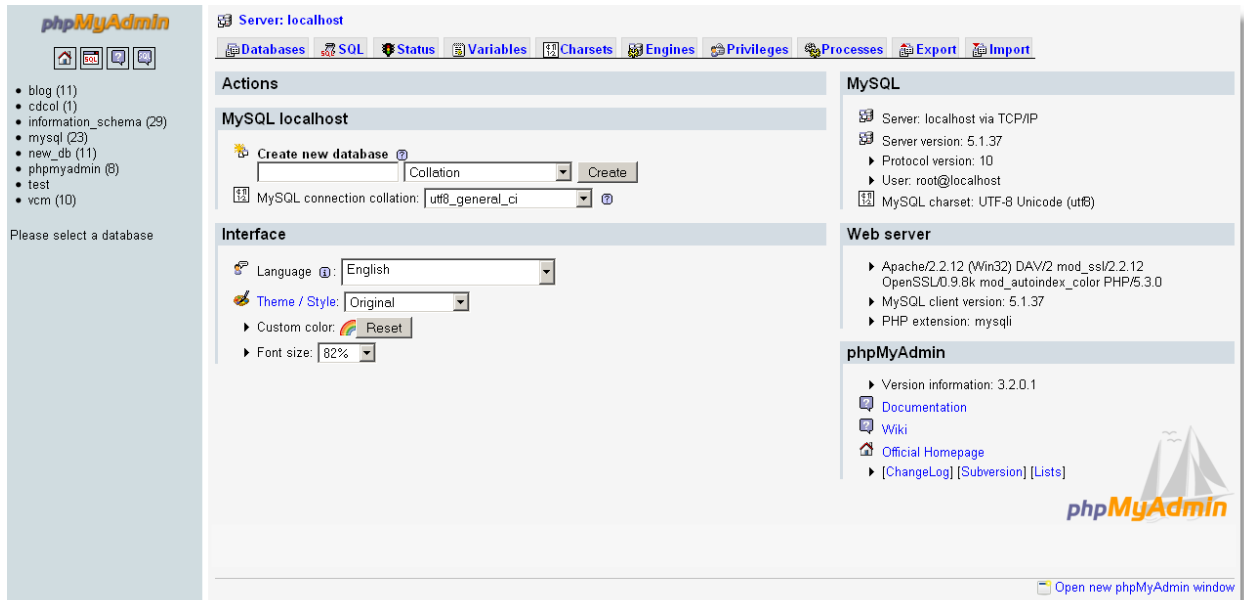 phpMyAdmin
SQL
blog (11)
cdcol (1)
information_schema (29)
mysql (23)
new_db (11)
phpmyadmin (8)
test
vcm (10)
Please select a database
Server: localhost
Databases SQL Status Variables Charsets Engines Privileges Processes Export Import
Actions
MySQL localhost
Create new database
Collation Create
MySQL connection collation: utf8_general_ci
Interface
Language : English
Theme / Style: Original
Custom color: Reset
Font size: 82%
MySQL
Server: localhost via TCP/IP
Server version: 5.1.37
Protocol version: 10
User: root@localhost
MySQL charset: UTF-8 Unicode (utf8)
Web server
Apache/2.2.12 (Win32) DAV/2 mod_ssl/2.2.12
OpenSSL/0.9.8k mod_autoindex_color PHP/5.3.0
MySQL client version: 5.1.37
PHP extension: mysqli
phpMyAdmin
Version information: 3.2.0.1
Documentation
Wiki
Official Homepage
[ChangeLog] [Subversion] [Lists]
phpMyAdmin
Open new phpMyAdmin window